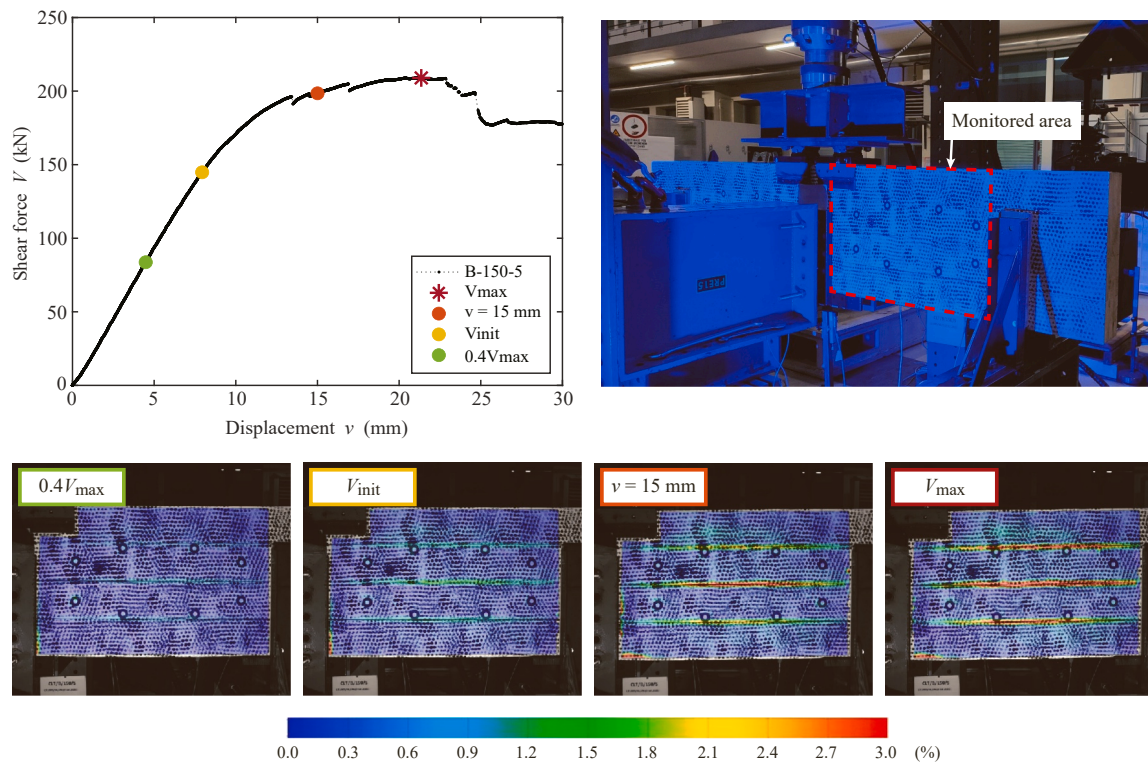 250
200
150
100
50
0
Shear force V (kN)
0
5
10
15
20
25
30
Displacement v (mm)
B-150-5
Vmax
v = 15 mm
Vinit
0.4Vmax
Monitored area
PRETIS
0.4Vmax
Vinit
v = 15 mm
Vmax
0.0
0.3
0.6
0.9
1.2
1.5
1.8
2.1
2.4
2.7
3.0
(%)